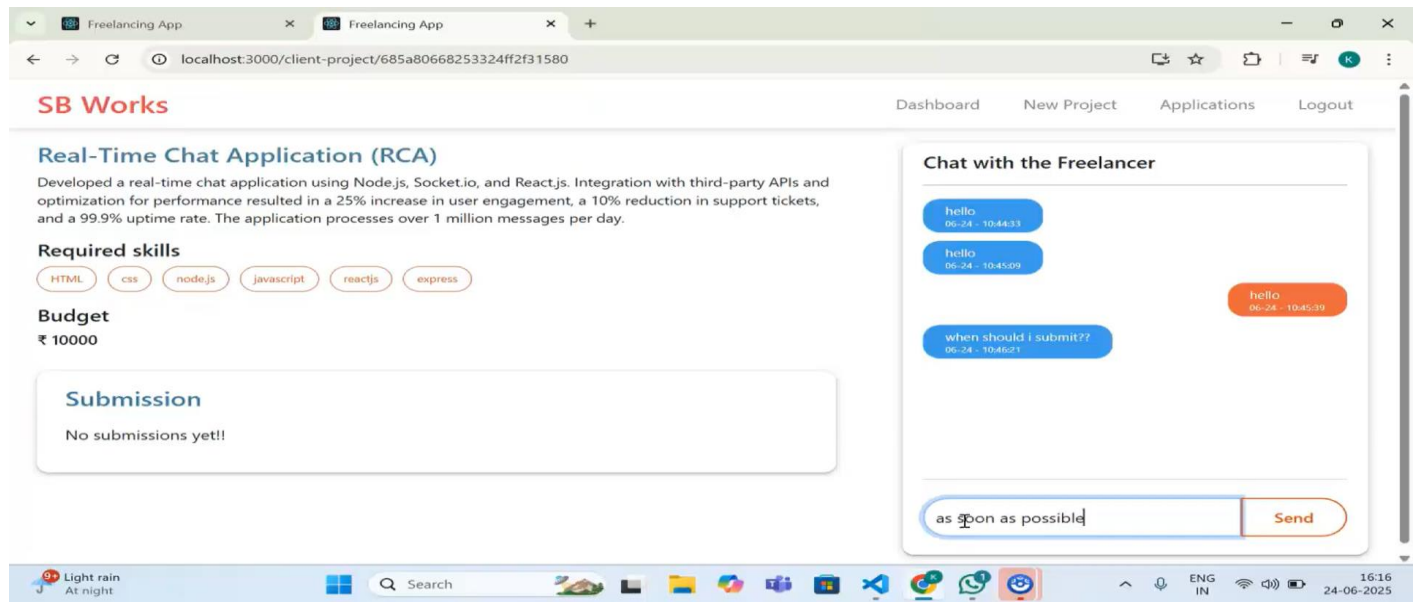 Freelancing App
Freelancing App
localhost:3000/client-project/685a80668253324ff2f31580
K
SB Works
Dashboard New Project Applications Logout
Real-Time Chat Application (RCA)
Developed a real-time chat application using Node.js, Socket.io, and React.js. Integration with third-party APIs and
optimization for performance resulted in a 25% increase in user engagement, a 10% reduction in support tickets,
and a 99.9% uptime rate. The application processes over 1 million messages per day.
Required skills
HTML css node.js javascript reactjs express
Budget
₹ 10000
Submission
No submissions yet!!
Chat with the Freelancer
hello
06-24 - 10:44:33
hello
06-24 - 10:45:09
hello
06-24 - 10:45:39
when should i submit??
06-24 - 10:46:21
as soon as possible
Send
9+
Light rain
At night
Search
ENG
IN
16:16
24-06-2025